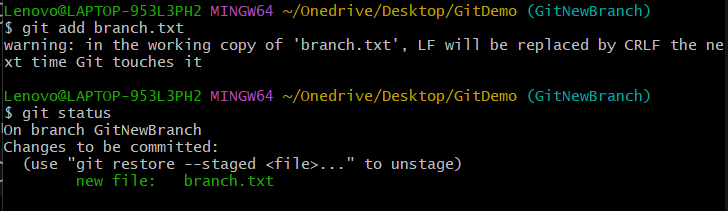 Lenovo@LAPTOP-953L3PH2 MINGW64 ~/Onedrive/Desktop/GitDemo (GitNewBranch)
$ git add branch.txt
warning: in the working copy of 'branch.txt', LF will be replaced by CRLF the ne
xt time Git touches it

Lenovo@LAPTOP-953L3PH2 MINGW64 ~/Onedrive/Desktop/GitDemo (GitNewBranch)
$ git status
On branch GitNewBranch
Changes to be committed:
  (use "git restore --staged <file>..." to unstage)
        new file:   branch.txt